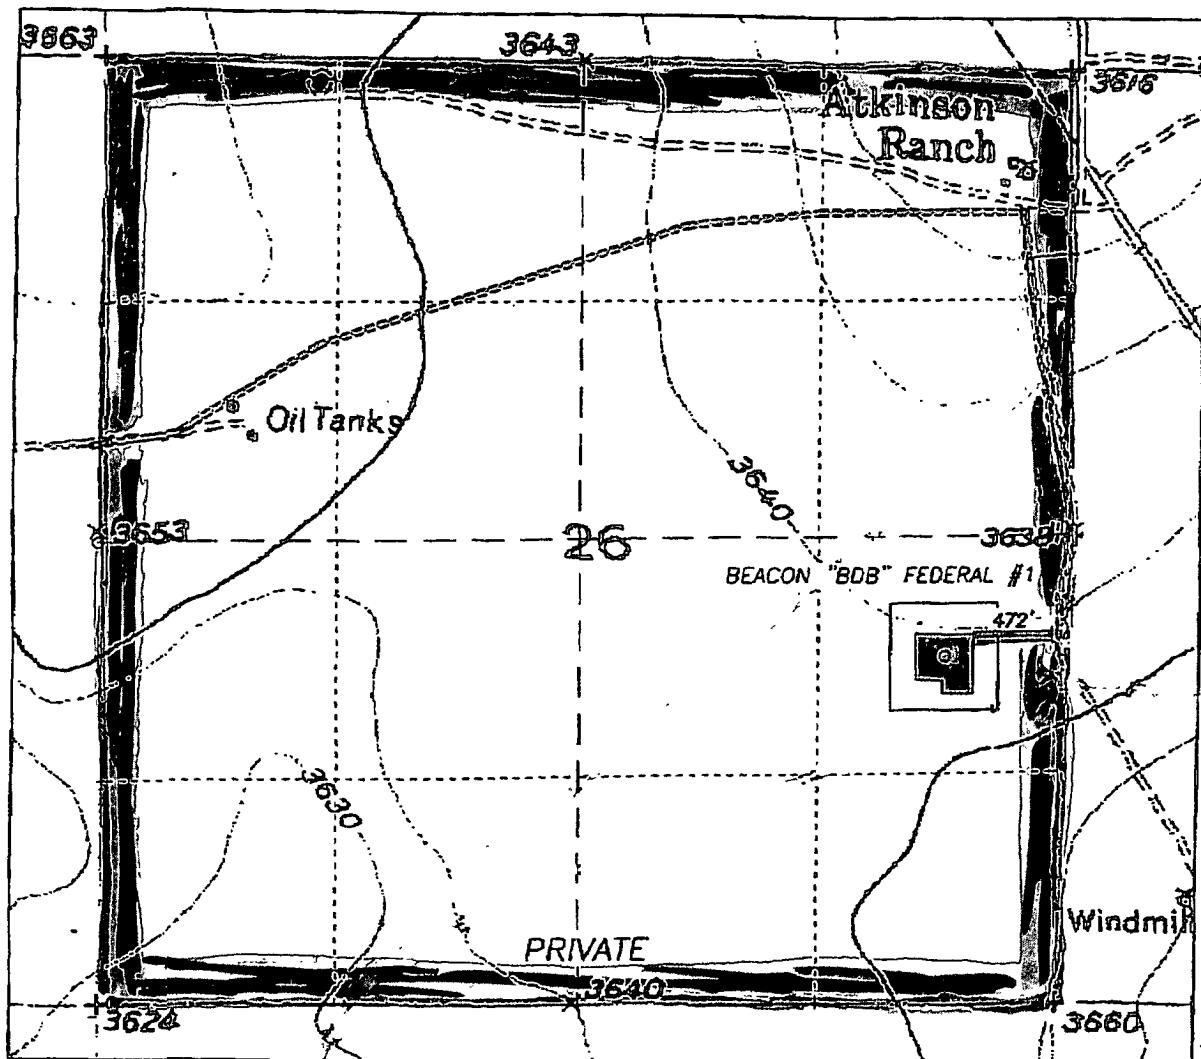 3663
3643
3616
Atkinson
Ranch
Oil Tanks
3640
3653
26
3638
BEACON "BDB" FEDERAL #1
472'
3630
Windmill
PRIVATE
3624
3640
3660